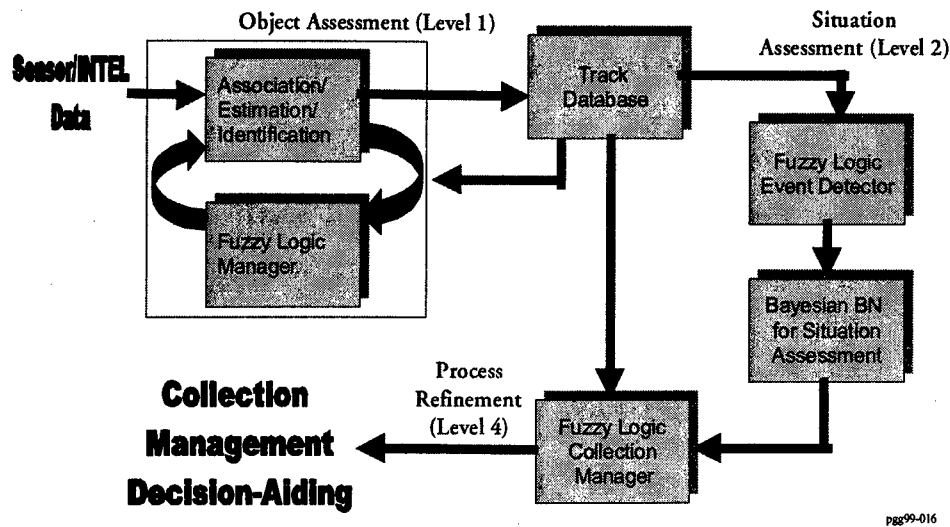 Object Assessment (Level 1)
Situation
Assessment (Level 2)
Sensor/INTEL
Data
Association/
Estimation/
Identification
Fuzzy Logic
Manager
Track
Database
Fuzzy Logic
Event Detector
Bayesian BN
for Situation
Assessment
Process
Refinement
(Level 4)
Fuzzy Logic
Collection
Manager
Collection
Management
Decision-Aiding
pgg99-016